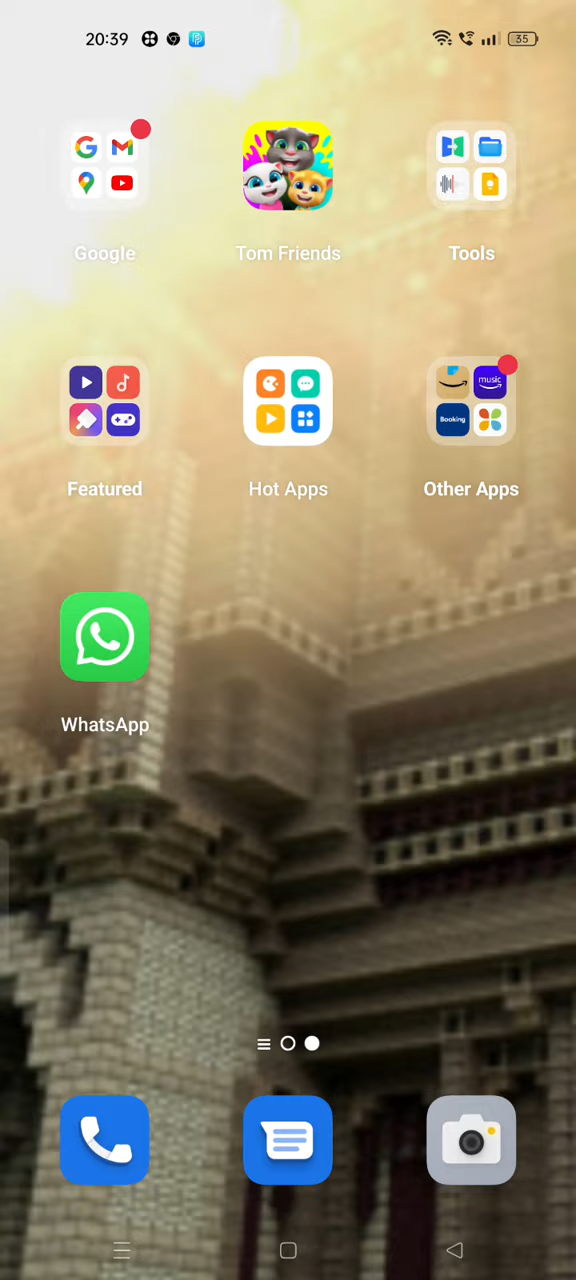 20:39
35
Google
Tom Friends
Tools
music
Booking
Featured
Hot Apps
Other Apps
WhatsApp